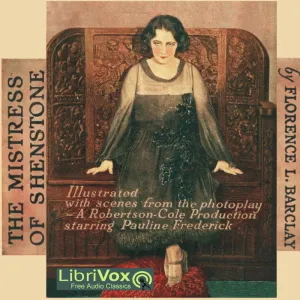 THE MISTRESS
OF SHENSTONE
by FLORENCE L. BARCLAY
Illustrated
with scenes from the photoplay
— A Robertson-Cole Production
starring Pauline Frederick
LibriVox
Free Audio Classics